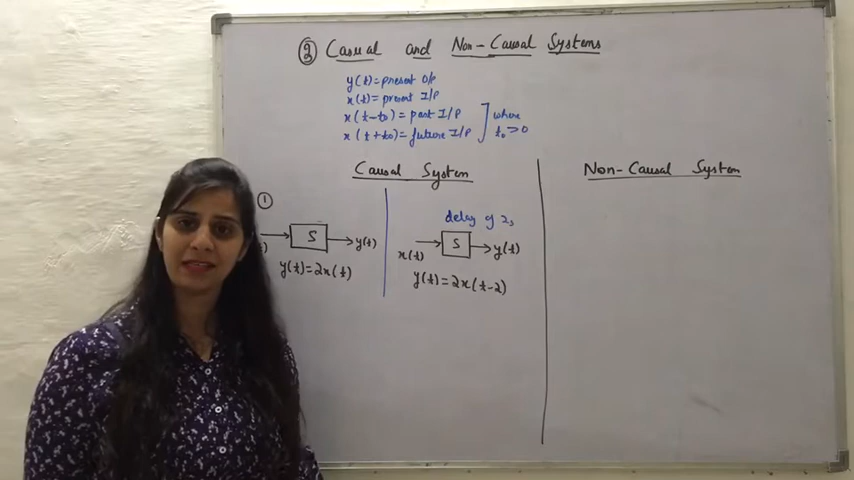 ② Casual and Non-Causal Systems
y(t)=present O/P
x(t)=present I/P
x(t-t₀)=past I/P
x(t+t₀)=future I/P
where
t₀>0
Causal System
①
t)
S
y(t)
y(t)=2x(t)
delay of 2s
x(t)
S
y(t)
y(t)=2x(t-2)
Non-Causal System